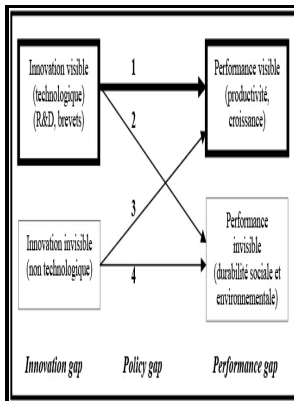 Innovation visible
(technologique)
(R&D, brevets)
1
2
Performance visible
(productivité,
croissance)
Innovation invisible
(non technologique)
3
4
Performance
invisible
(durabilité sociale et
environnementale)
Innovation gap
Policy gap
Performance gap